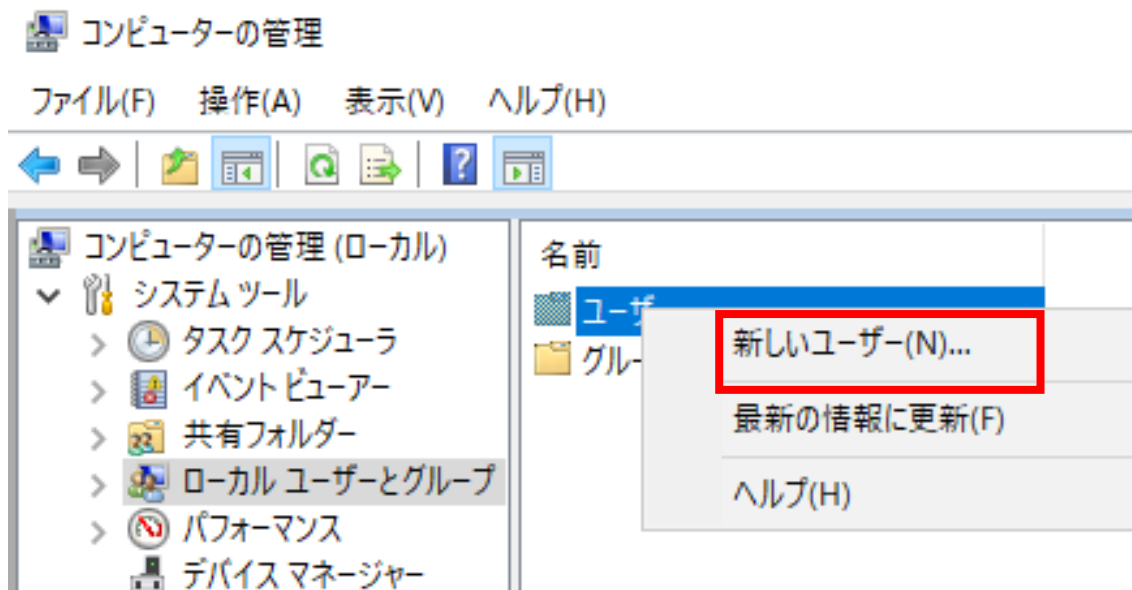 コンピューターの管理
ファイル(F) 操作(A) 表示(V) ヘルプ(H)
コンピューターの管理 (ローカル)
システム ツール
タスク スケジューラ
イベント ビューアー
共有フォルダー
ローカル ユーザーとグループ
パフォーマンス
デバイス マネージャー
名前
新しいユーザー(N)...
最新の情報に更新(F)
ヘルプ(H)